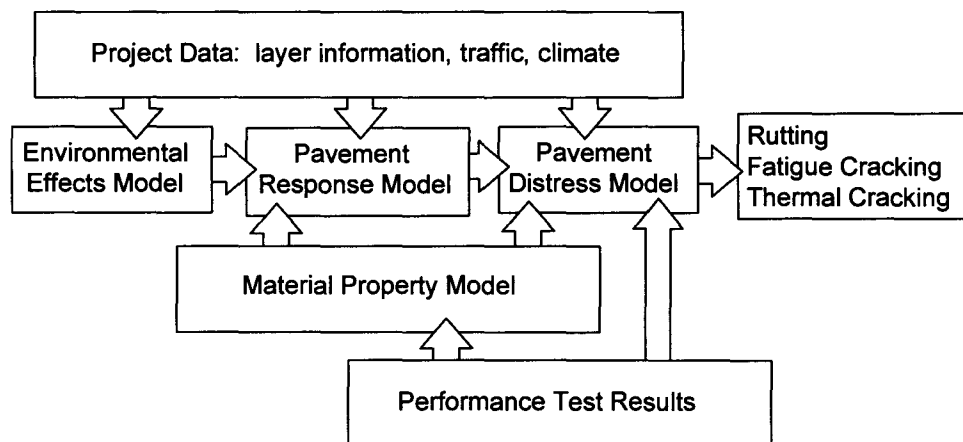 Project Data: layer information, traffic, climate
Environmental
Effects Model
Pavement
Response Model
Pavement
Distress Model
Rutting
Fatigue Cracking
Thermal Cracking
Material Property Model
Performance Test Results